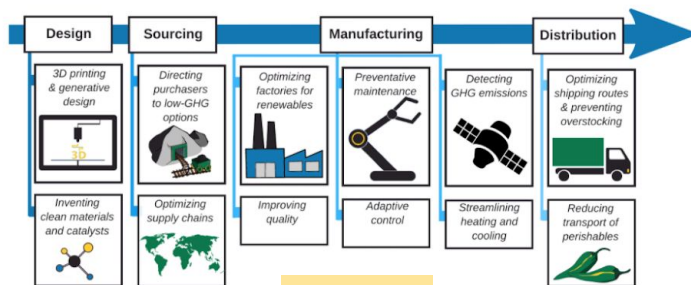 Design
Sourcing
Manufacturing
Distribution
3D printing
& generative
design
3D
Directing
purchasers
to low-GHG
options
Optimizing
factories for
renewables
Preventative
maintenance
Detecting
GHG emissions
Optimizing
shipping routes
& preventing
overstocking
Inventing
clean materials
and catalysts
Optimizing
supply chains
Improving
quality
Adaptive
control
Streamlining
heating and
cooling
Reducing
transport of
perishables